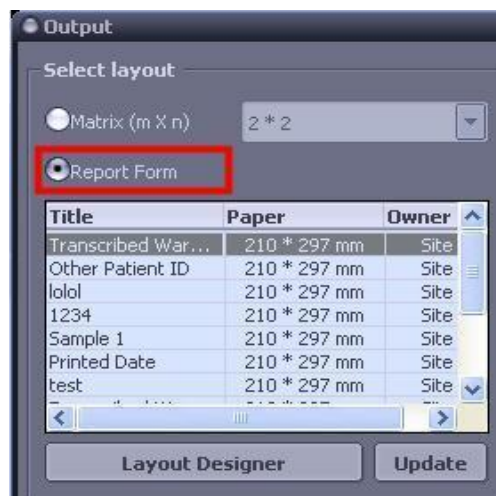 Output
Select layout
Matrix (m X n) 2 * 2
Report Form
Title Paper Owner
Transcribed War... 210 * 297 mm Site
Other Patient ID 210 * 297 mm Site
lolol 210 * 297 mm Site
1234 210 * 297 mm Site
Sample 1 210 * 297 mm Site
Printed Date 210 * 297 mm Site
test 210 * 297 mm Site
Layout Designer Update